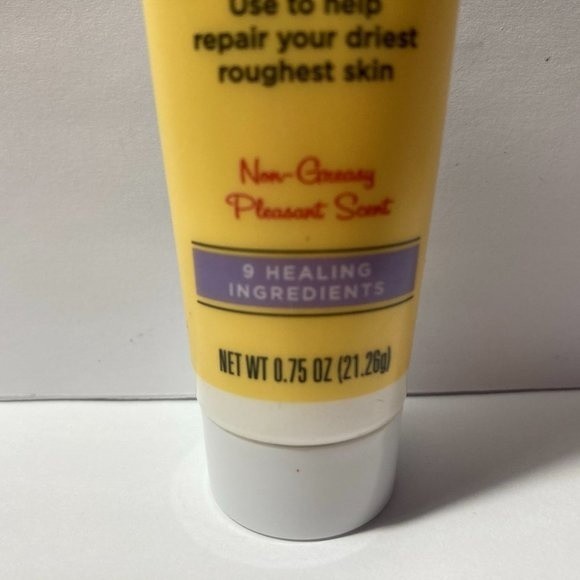 Use to help
repair your driest
roughest skin
Non-Greasy
Pleasant Scent
9 HEALING
INGREDIENTS
NET WT 0.75 OZ (21.26g)